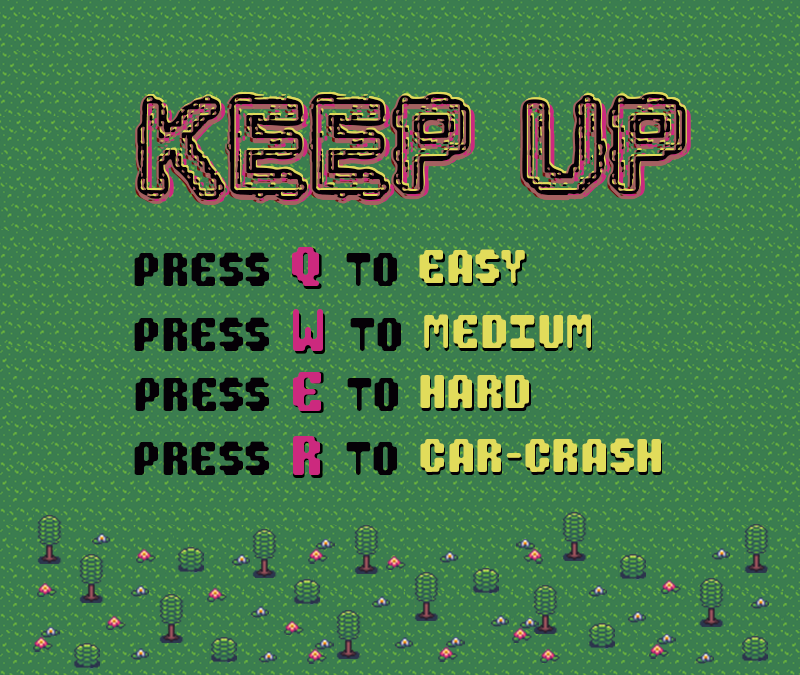 KEEP UP
PRESS Q TO EASY
PRESS W TO MEDIUM
PRESS E TO HARD
PRESS R TO CAR-CRASH